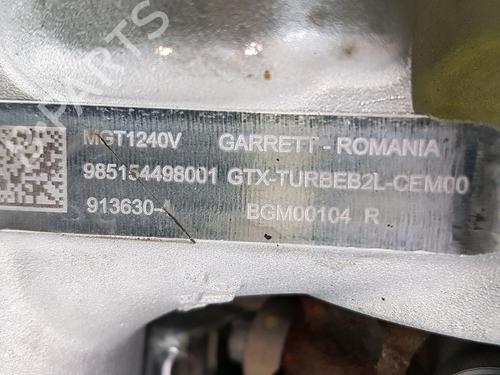 MGT1240V GARRETT - ROMANIA
985154498001 GTX-TURBEB2L-CEM00
913630- BGM00104 R